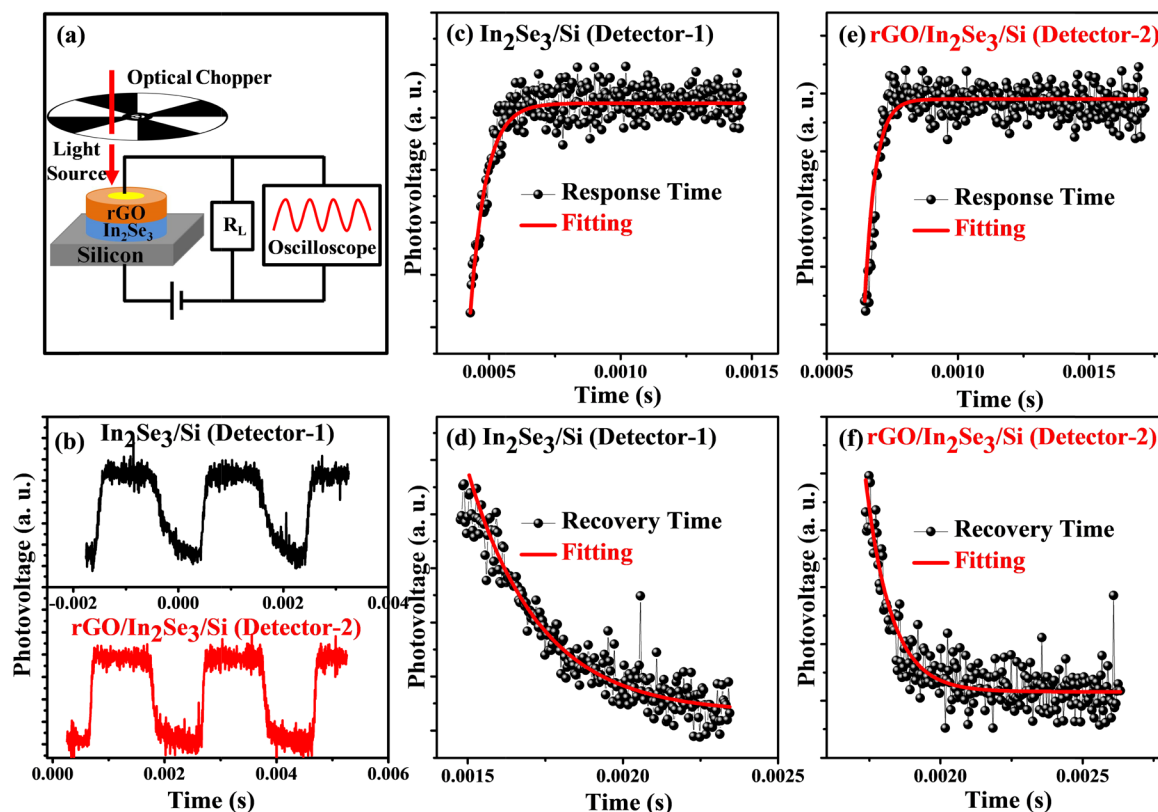 (a)
Optical Chopper
Light
Source
rGO
In2Se3
Silicon
RL
Oscilloscope
(b)
In2Se3/Si (Detector-1)
Photovoltage (a. u.)
-0.002 0.000 0.002 0.004
rGO/In2Se3/Si (Detector-2)
0.000 0.002 0.004 0.006
Time (s)
(c) In2Se3/Si (Detector-1)
Photovoltage (a. u.)
Response Time
Fitting
0.0005 0.0010 0.0015
Time (s)
(d) In2Se3/Si (Detector-1)
Photovoltage (a. u.)
Recovery Time
Fitting
0.0015 0.0020 0.0025
Time (s)
(e) rGO/In2Se3/Si (Detector-2)
Photovoltage (a. u.)
Response Time
Fitting
0.0005 0.0010 0.0015
Time (s)
(f) rGO/In2Se3/Si (Detector-2)
Photovoltage (a. u.)
Recovery Time
Fitting
0.0020 0.0025
Time (s)